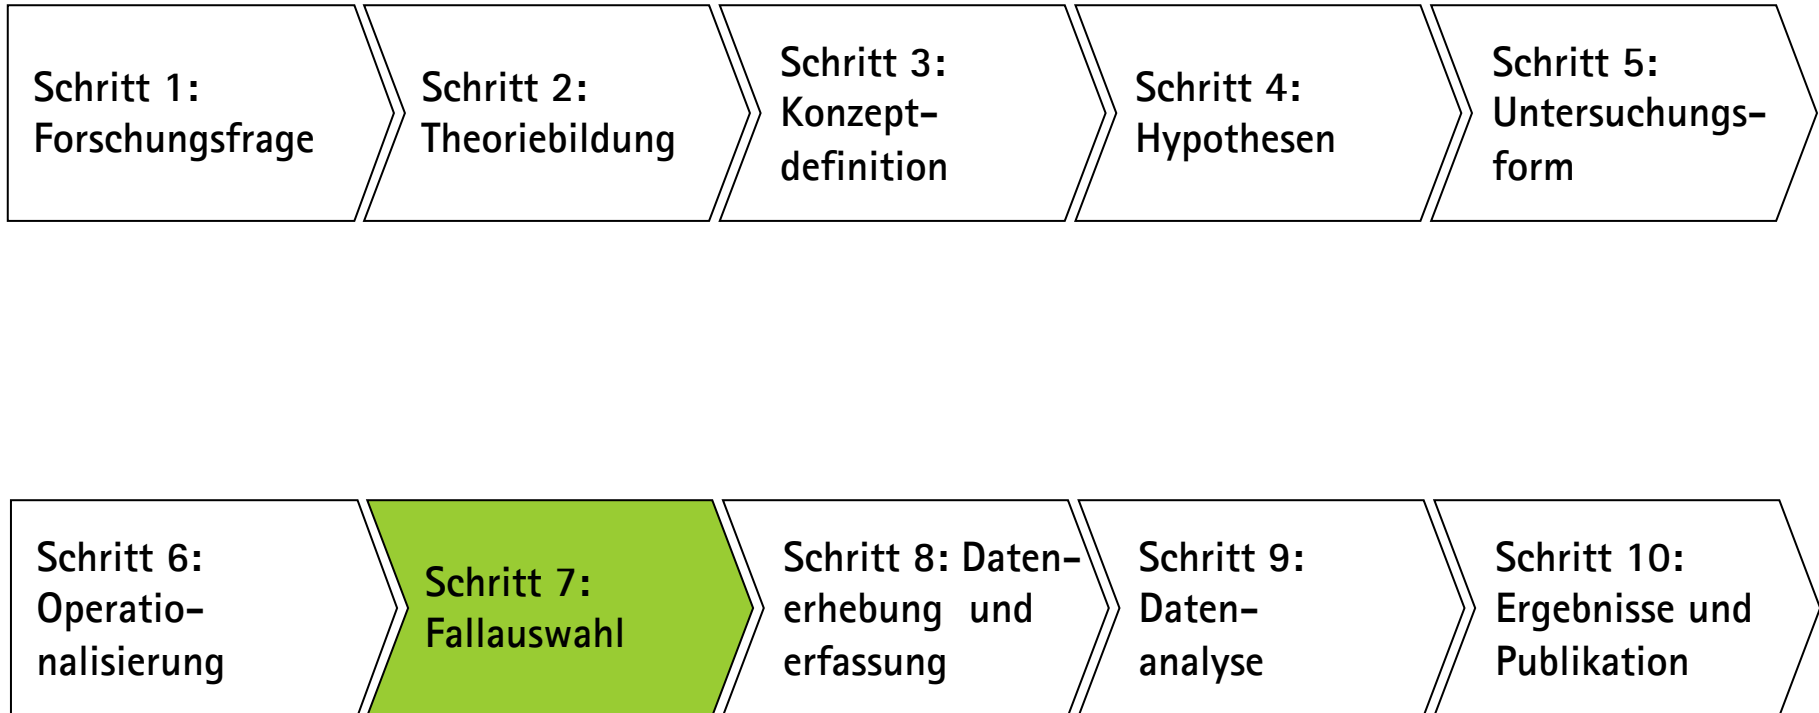 Schritt 1:
Forschungsfrage
Schritt 2:
Theoriebildung
Schritt 3:
Konzept-
definition
Schritt 4:
Hypothesen
Schritt 5:
Untersuchungs-
form
Schritt 6:
Operatio-
nalisierung
Schritt 7:
Fallauswahl
Schritt 8: Daten-
erhebung und
erfassung
Schritt 9:
Daten-
analyse
Schritt 10:
Ergebnisse und
Publikation